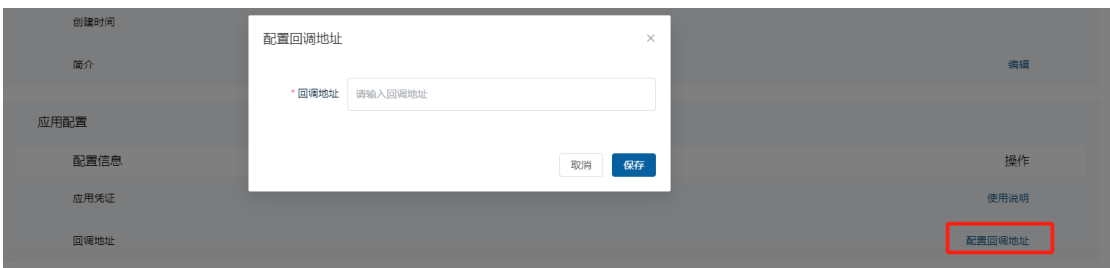 创建时间
配置回调地址
简介
编辑
* 回调地址 请输入回调地址
应用配置
取消 保存
配置信息 操作
应用凭证 使用说明
回调地址 配置回调地址